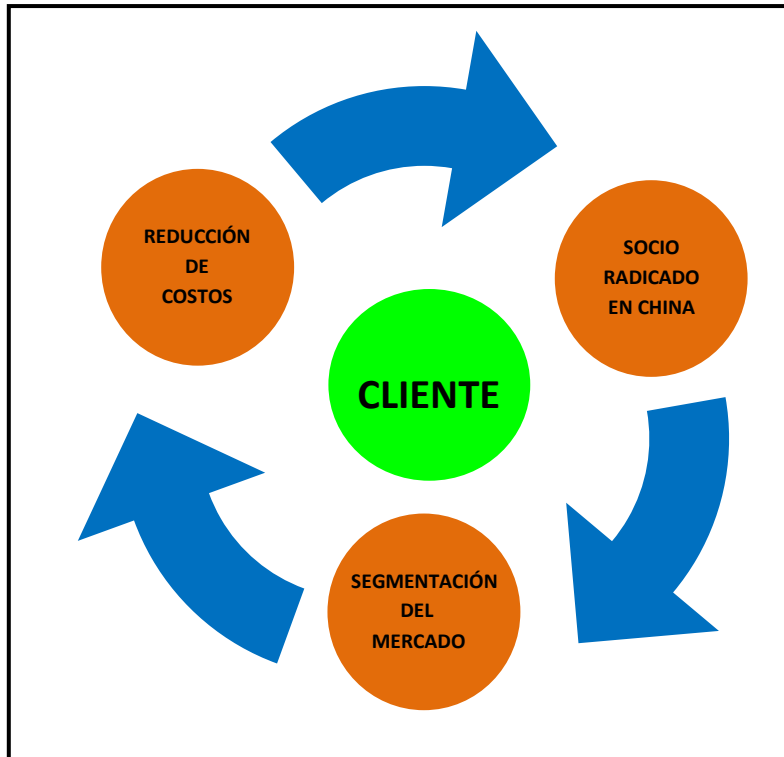 REDUCCIÓN
DE
COSTOS
SOCIO
RADICADO
EN CHINA
CLIENTE
SEGMENTACIÓN
DEL
MERCADO